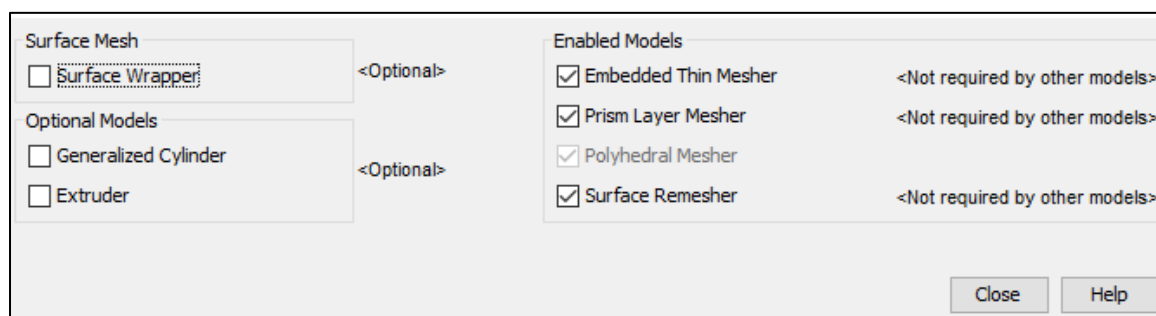 Surface Mesh
Surface Wrapper
<Optional>
Optional Models
Generalized Cylinder
Extruder
<Optional>
Enabled Models
Embedded Thin Mesher <Not required by other models>
Prism Layer Mesher <Not required by other models>
Polyhedral Mesher
Surface Remesher <Not required by other models>
Close Help